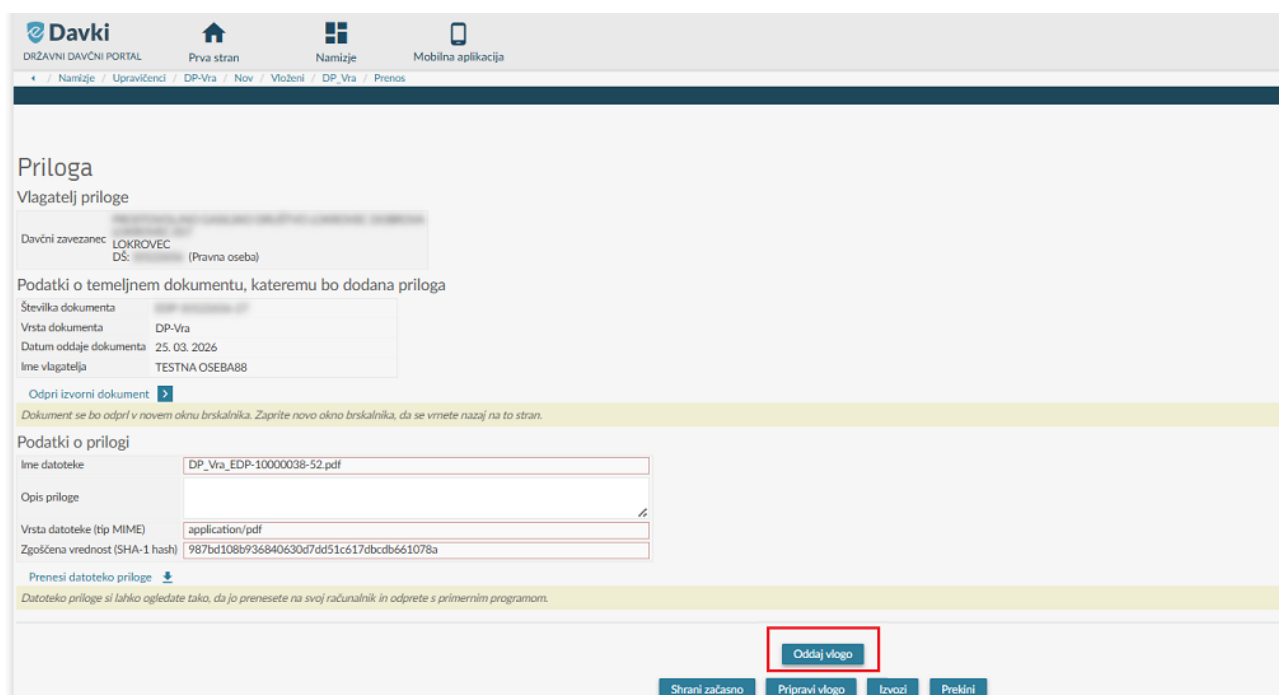 eDavki
DRŽAVNI DAVČNI PORTAL
Prva stran
Namizje
Mobilna aplikacija
/ Namizje / Upravičenci / DP-Vra / Nov / Vloženi / DP_Vra / Prenos
Priloga
Vlagatelj priloge
Davčni zavezanec
LOKROVEC
DŠ: (Pravna oseba)
Podatki o temeljnem dokumentu, kateremu bo dodana priloga
Številka dokumenta
Vrsta dokumenta DP-Vra
Datum oddaje dokumenta 25. 03. 2026
Ime vlagatelja TESTNA OSEBA88
Odpri izvorni dokument
Dokument se bo odprl v novem oknu brskalnika. Zaprite novo okno brskalnika, da se vrnete nazaj na to stran.
Podatki o prilogi
Ime datoteke DP_Vra_EDP-10000038-52.pdf
Opis priloge
Vrsta datoteke (tip MIME) application/pdf
Zgoščena vrednost (SHA-1 hash) 987bd108b936840630d7dd51c617dbcdb661078a
Prenesi datoteko priloge
Datoteko priloge si lahko ogledate tako, da jo prenesete na svoj računalnik in odprete s primernim programom.
Oddaj vlogo
Shrani začasno Pripravi vlogo Izvozi Prekini